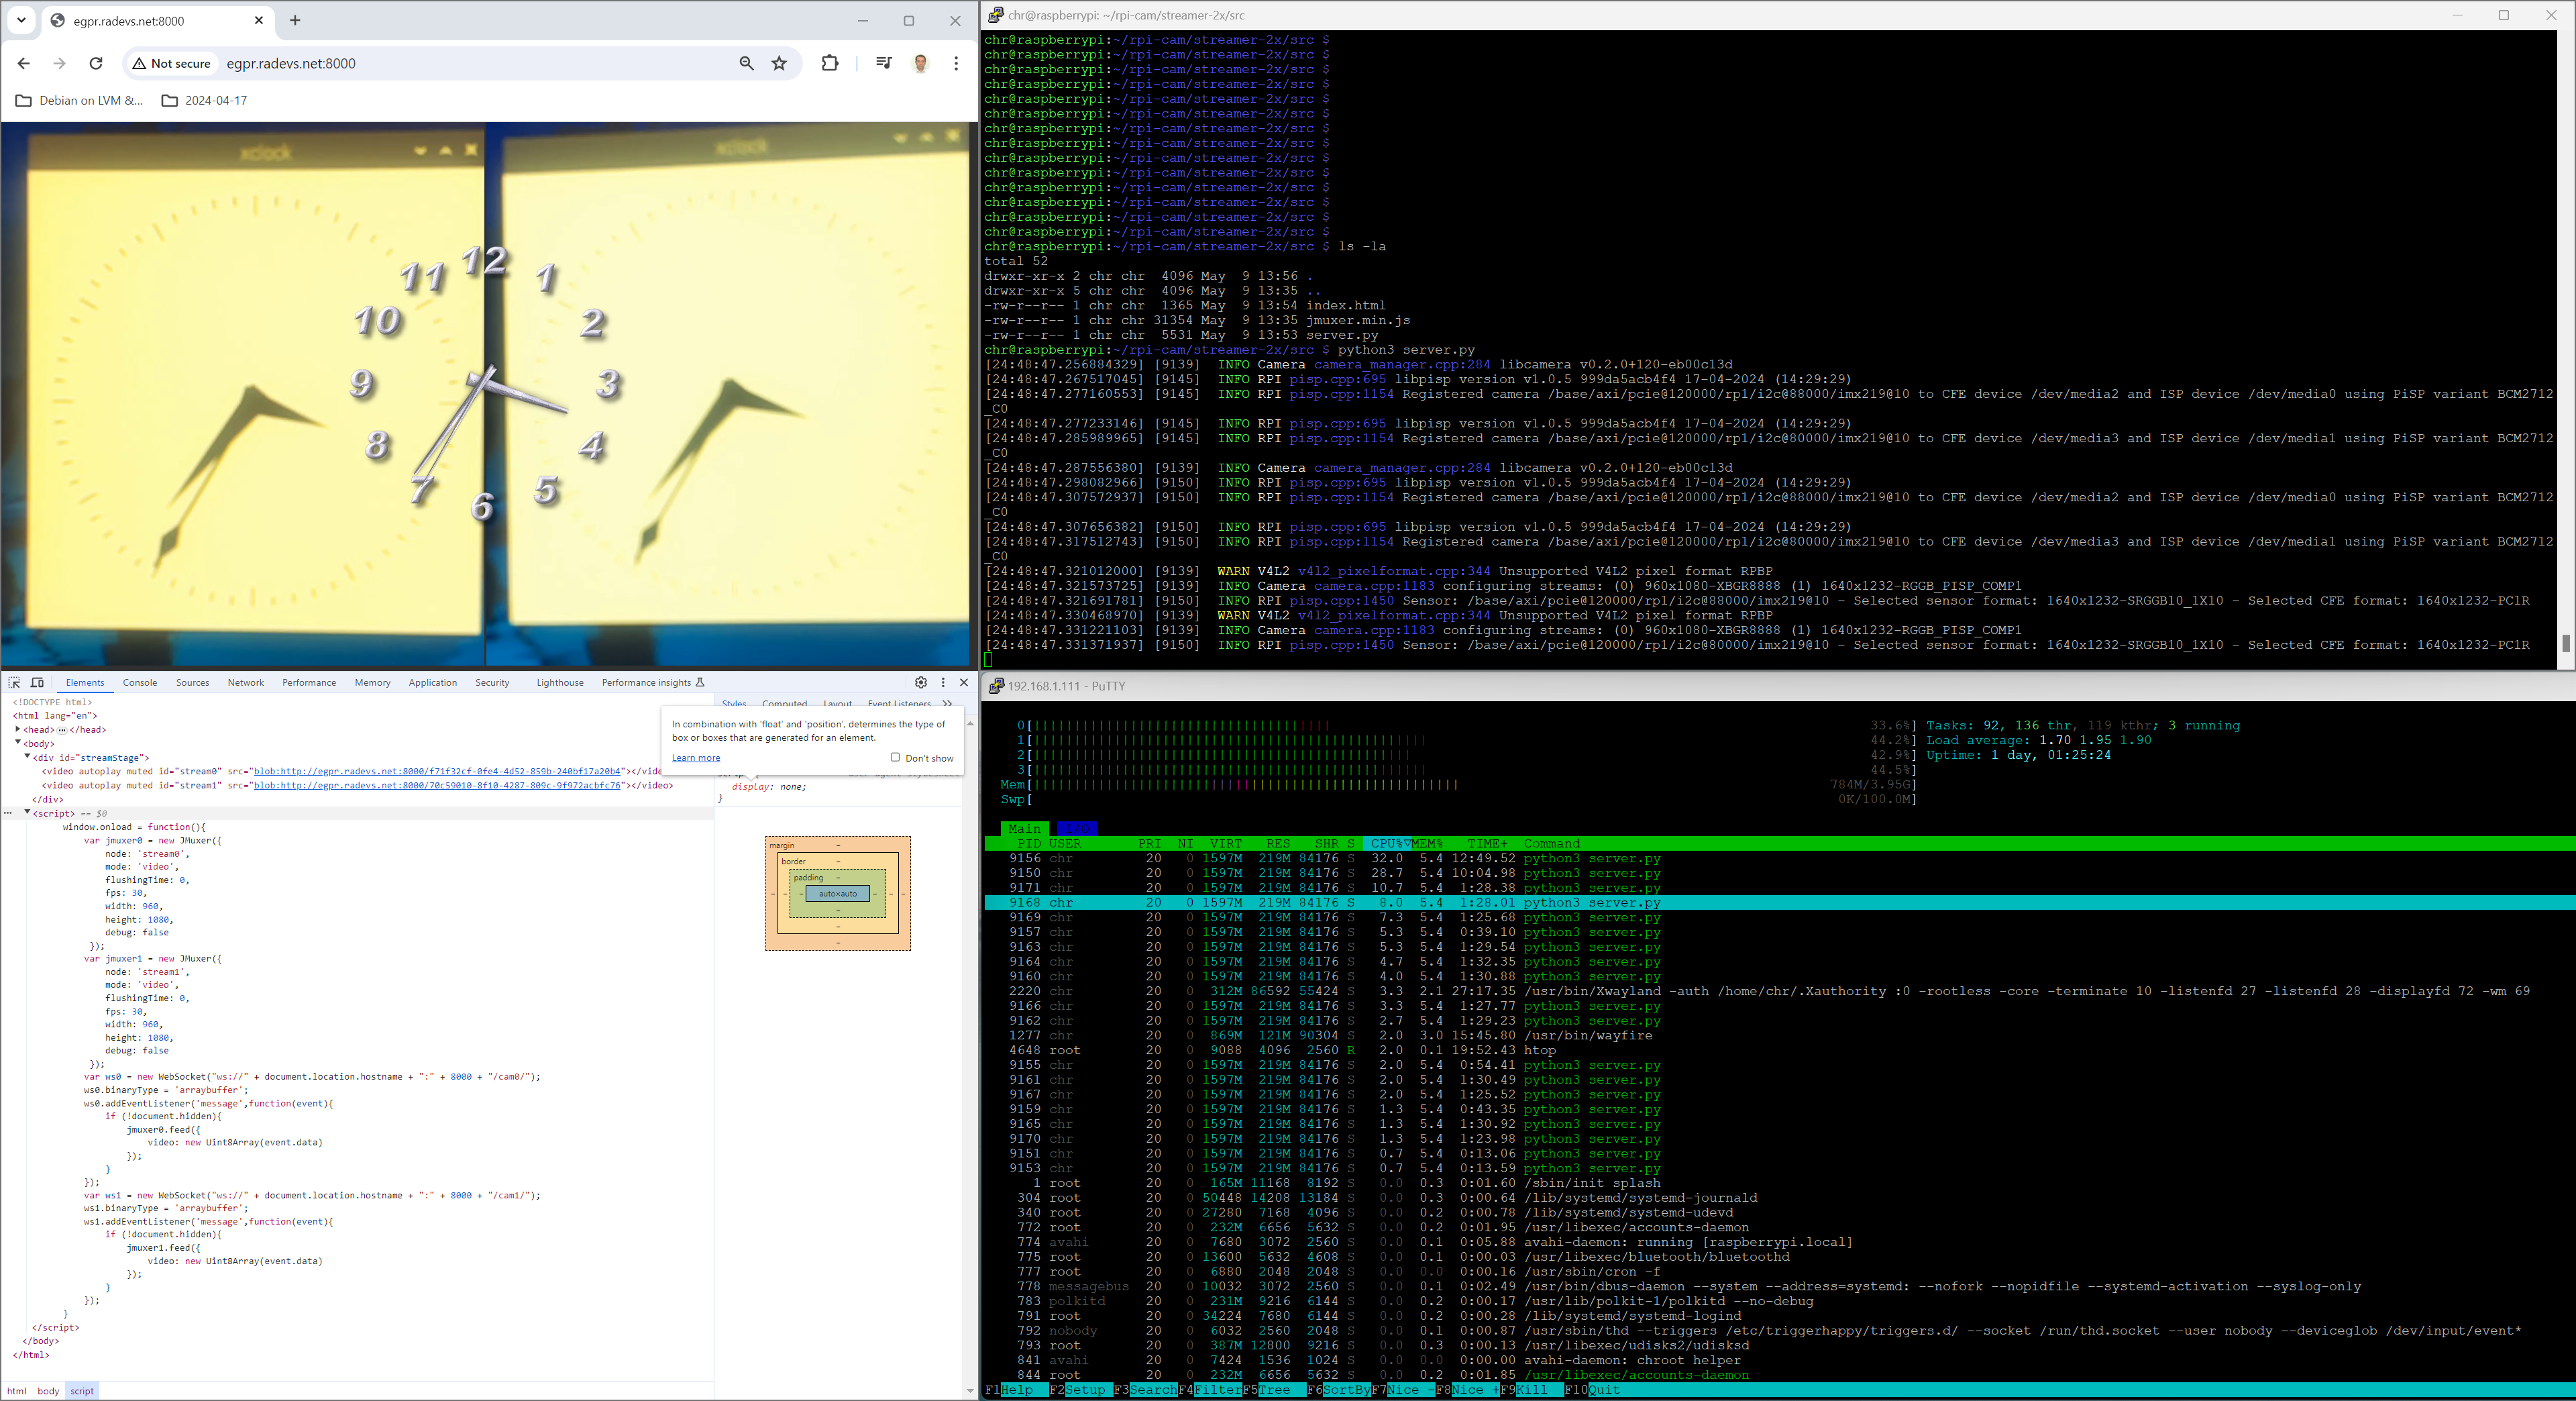 egpr.radevs.net:8000
Not secure
egpr.radevs.net:8000
Debian on LVM &...
2024-04-17
xclock
xclock
12
11
1
10
2
9
3
8
4
7
5
6
Elements Console Sources Network Performance Memory Application Security Lighthouse Performance insights
<!DOCTYPE html>
<html lang="en">
<head> ... </head>
<body>
<div id="streamStage">
<video autoplay muted id="stream0" src="blob:http://egpr.radevs.net:8000/f71f32cf-0fe4-4d52-859b-240bf17a20b4"></vide
<video autoplay muted id="stream1" src="blob:http://egpr.radevs.net:8000/70c59010-8f10-4287-809c-9f972acbfc76"></video>
</div>
<script> == $0
window.onload = function(){
var jmuxer0 = new JMuxer({
node: 'stream0',
mode: 'video',
flushingTime: 0,
fps: 30,
width: 960,
height: 1080,
debug: false
});
var jmuxer1 = new JMuxer({
node: 'stream1',
mode: 'video',
flushingTime: 0,
fps: 30,
width: 960,
height: 1080,
debug: false
});
var ws0 = new WebSocket("ws://" + document.location.hostname + ":" + 8000 + "/cam0/");
ws0.binaryType = 'arraybuffer';
ws0.addEventListener('message',function(event){
if (!document.hidden){
jmuxer0.feed({
video: new Uint8Array(event.data)
});
}
});
var ws1 = new WebSocket("ws://" + document.location.hostname + ":" + 8000 + "/cam1/");
ws1.binaryType = 'arraybuffer';
ws1.addEventListener('message',function(event){
if (!document.hidden){
jmuxer1.feed({
video: new Uint8Array(event.data)
});
}
});
}
</script>
</body>
</html>
html body script
Styles Computed Layout Event Listeners
In combination with 'float' and 'position', determines the type of
box or boxes that are generated for an element.
Learn more
Don't show
display: none;
}
margin -
border -
padding -
auto×auto
chr@raspberrypi: ~/rpi-cam/streamer-2x/src
chr@raspberrypi:~/rpi-cam/streamer-2x/src $
chr@raspberrypi:~/rpi-cam/streamer-2x/src $
chr@raspberrypi:~/rpi-cam/streamer-2x/src $
chr@raspberrypi:~/rpi-cam/streamer-2x/src $
chr@raspberrypi:~/rpi-cam/streamer-2x/src $
chr@raspberrypi:~/rpi-cam/streamer-2x/src $
chr@raspberrypi:~/rpi-cam/streamer-2x/src $
chr@raspberrypi:~/rpi-cam/streamer-2x/src $
chr@raspberrypi:~/rpi-cam/streamer-2x/src $
chr@raspberrypi:~/rpi-cam/streamer-2x/src $
chr@raspberrypi:~/rpi-cam/streamer-2x/src $
chr@raspberrypi:~/rpi-cam/streamer-2x/src $
chr@raspberrypi:~/rpi-cam/streamer-2x/src $
chr@raspberrypi:~/rpi-cam/streamer-2x/src $
chr@raspberrypi:~/rpi-cam/streamer-2x/src $ ls -la
total 52
drwxr-xr-x 2 chr chr 4096 May 9 13:56 .
drwxr-xr-x 5 chr chr 4096 May 9 13:35 ..
-rw-r--r-- 1 chr chr 1365 May 9 13:54 index.html
-rw-r--r-- 1 chr chr 31354 May 9 13:35 jmuxer.min.js
-rw-r--r-- 1 chr chr 5531 May 9 13:53 server.py
chr@raspberrypi:~/rpi-cam/streamer-2x/src $ python3 server.py
[24:48:47.256884329] [9139] INFO Camera camera_manager.cpp:284 libcamera v0.2.0+120-eb00c13d
[24:48:47.267517045] [9145] INFO RPI pisp.cpp:695 libpisp version v1.0.5 999da5acb4f4 17-04-2024 (14:29:29)
[24:48:47.277160553] [9145] INFO RPI pisp.cpp:1154 Registered camera /base/axi/pcie@120000/rp1/i2c@88000/imx219@10 to CFE device /dev/media2 and ISP device /dev/media0 using PiSP variant BCM2712
_C0
[24:48:47.277233146] [9145] INFO RPI pisp.cpp:695 libpisp version v1.0.5 999da5acb4f4 17-04-2024 (14:29:29)
[24:48:47.285989965] [9145] INFO RPI pisp.cpp:1154 Registered camera /base/axi/pcie@120000/rp1/i2c@80000/imx219@10 to CFE device /dev/media3 and ISP device /dev/media1 using PiSP variant BCM2712
_C0
[24:48:47.287556380] [9139] INFO Camera camera_manager.cpp:284 libcamera v0.2.0+120-eb00c13d
[24:48:47.298082966] [9150] INFO RPI pisp.cpp:695 libpisp version v1.0.5 999da5acb4f4 17-04-2024 (14:29:29)
[24:48:47.307572937] [9150] INFO RPI pisp.cpp:1154 Registered camera /base/axi/pcie@120000/rp1/i2c@88000/imx219@10 to CFE device /dev/media2 and ISP device /dev/media0 using PiSP variant BCM2712
_C0
[24:48:47.307656382] [9150] INFO RPI pisp.cpp:695 libpisp version v1.0.5 999da5acb4f4 17-04-2024 (14:29:29)
[24:48:47.317512743] [9150] INFO RPI pisp.cpp:1154 Registered camera /base/axi/pcie@120000/rp1/i2c@80000/imx219@10 to CFE device /dev/media3 and ISP device /dev/media1 using PiSP variant BCM2712
_C0
[24:48:47.321012000] [9139] WARN V4L2 v4l2_pixelformat.cpp:344 Unsupported V4L2 pixel format RPBP
[24:48:47.321573725] [9139] INFO Camera camera.cpp:1183 configuring streams: (0) 960x1080-XBGR8888 (1) 1640x1232-RGGB_PISP_COMP1
[24:48:47.321691781] [9150] INFO RPI pisp.cpp:1450 Sensor: /base/axi/pcie@120000/rp1/i2c@88000/imx219@10 - Selected sensor format: 1640x1232-SRGGB10_1X10 - Selected CFE format: 1640x1232-PC1R
[24:48:47.330468970] [9139] WARN V4L2 v4l2_pixelformat.cpp:344 Unsupported V4L2 pixel format RPBP
[24:48:47.331221103] [9139] INFO Camera camera.cpp:1183 configuring streams: (0) 960x1080-XBGR8888 (1) 1640x1232-RGGB_PISP_COMP1
[24:48:47.331371937] [9150] INFO RPI pisp.cpp:1450 Sensor: /base/axi/pcie@120000/rp1/i2c@80000/imx219@10 - Selected sensor format: 1640x1232-SRGGB10_1X10 - Selected CFE format: 1640x1232-PC1R
192.168.1.111 - PuTTY
0[ 33.6%] Tasks: 92, 136 thr, 119 kthr; 3 running
1[ 44.2%] Load average: 1.70 1.95 1.90
2[ 42.9%] Uptime: 1 day, 01:25:24
3[ 44.5%]
Mem[ 784M/3.95G]
Swp[ 0K/100.0M]
Main I/O
PID USER PRI NI VIRT RES SHR S CPU%▽MEM% TIME+ Command
9156 chr 20 0 1597M 219M 84176 S 32.0 5.4 12:49.52 python3 server.py
9150 chr 20 0 1597M 219M 84176 S 28.7 5.4 10:04.98 python3 server.py
9171 chr 20 0 1597M 219M 84176 S 10.7 5.4 1:28.38 python3 server.py
9168 chr 20 0 1597M 219M 84176 S 8.0 5.4 1:28.01 python3 server.py
9169 chr 20 0 1597M 219M 84176 S 7.3 5.4 1:25.68 python3 server.py
9157 chr 20 0 1597M 219M 84176 S 5.3 5.4 0:39.10 python3 server.py
9163 chr 20 0 1597M 219M 84176 S 5.3 5.4 1:29.54 python3 server.py
9164 chr 20 0 1597M 219M 84176 S 4.7 5.4 1:32.35 python3 server.py
9160 chr 20 0 1597M 219M 84176 S 4.0 5.4 1:30.88 python3 server.py
2220 chr 20 0 312M 86592 55424 S 3.3 2.1 27:17.35 /usr/bin/Xwayland -auth /home/chr/.Xauthority :0 -rootless -core -terminate 10 -listenfd 27 -listenfd 28 -displayfd 72 -wm 69
9166 chr 20 0 1597M 219M 84176 S 3.3 5.4 1:27.77 python3 server.py
9162 chr 20 0 1597M 219M 84176 S 2.7 5.4 1:29.23 python3 server.py
1277 chr 20 0 869M 121M 90304 S 2.0 3.0 15:45.80 /usr/bin/wayfire
4648 root 20 0 9088 4096 2560 R 2.0 0.1 19:52.43 htop
9155 chr 20 0 1597M 219M 84176 S 2.0 5.4 0:54.41 python3 server.py
9161 chr 20 0 1597M 219M 84176 S 2.0 5.4 1:30.49 python3 server.py
9167 chr 20 0 1597M 219M 84176 S 2.0 5.4 1:25.52 python3 server.py
9159 chr 20 0 1597M 219M 84176 S 1.3 5.4 0:43.35 python3 server.py
9165 chr 20 0 1597M 219M 84176 S 1.3 5.4 1:30.92 python3 server.py
9170 chr 20 0 1597M 219M 84176 S 1.3 5.4 1:23.98 python3 server.py
9151 chr 20 0 1597M 219M 84176 S 0.7 5.4 0:13.06 python3 server.py
9153 chr 20 0 1597M 219M 84176 S 0.7 5.4 0:13.59 python3 server.py
1 root 20 0 165M 11168 8192 S 0.0 0.3 0:01.60 /sbin/init splash
304 root 20 0 50448 14208 13184 S 0.0 0.3 0:00.64 /lib/systemd/systemd-journald
340 root 20 0 27280 7168 4096 S 0.0 0.2 0:00.78 /lib/systemd/systemd-udevd
772 root 20 0 232M 6656 5632 S 0.0 0.2 0:01.95 /usr/libexec/accounts-daemon
774 avahi 20 0 7680 3072 2560 S 0.0 0.1 0:05.88 avahi-daemon: running [raspberrypi.local]
775 root 20 0 13600 5632 4608 S 0.0 0.1 0:00.03 /usr/libexec/bluetooth/bluetoothd
777 root 20 0 6880 2048 2048 S 0.0 0.0 0:00.16 /usr/sbin/cron -f
778 messagebus 20 0 10032 3072 2560 S 0.0 0.1 0:02.49 /usr/bin/dbus-daemon --system --address=systemd: --nofork --nopidfile --systemd-activation --syslog-only
783 polkitd 20 0 231M 9216 6144 S 0.0 0.2 0:00.17 /usr/lib/polkit-1/polkitd --no-debug
791 root 20 0 34224 7680 6144 S 0.0 0.2 0:00.28 /lib/systemd/systemd-logind
792 nobody 20 0 6032 2560 2048 S 0.0 0.1 0:00.87 /usr/sbin/thd --triggers /etc/triggerhappy/triggers.d/ --socket /run/thd.socket --user nobody --deviceglob /dev/input/event*
793 root 20 0 387M 12800 9216 S 0.0 0.3 0:00.13 /usr/libexec/udisks2/udisksd
841 avahi 20 0 7424 1536 1024 S 0.0 0.0 0:00.00 avahi-daemon: chroot helper
844 root 20 0 232M 6656 5632 S 0.0 0.2 0:01.85 /usr/libexec/accounts-daemon
F1Help F2Setup F3SearchF4FilterF5Tree F6SortByF7Nice -F8Nice +F9Kill F10Quit